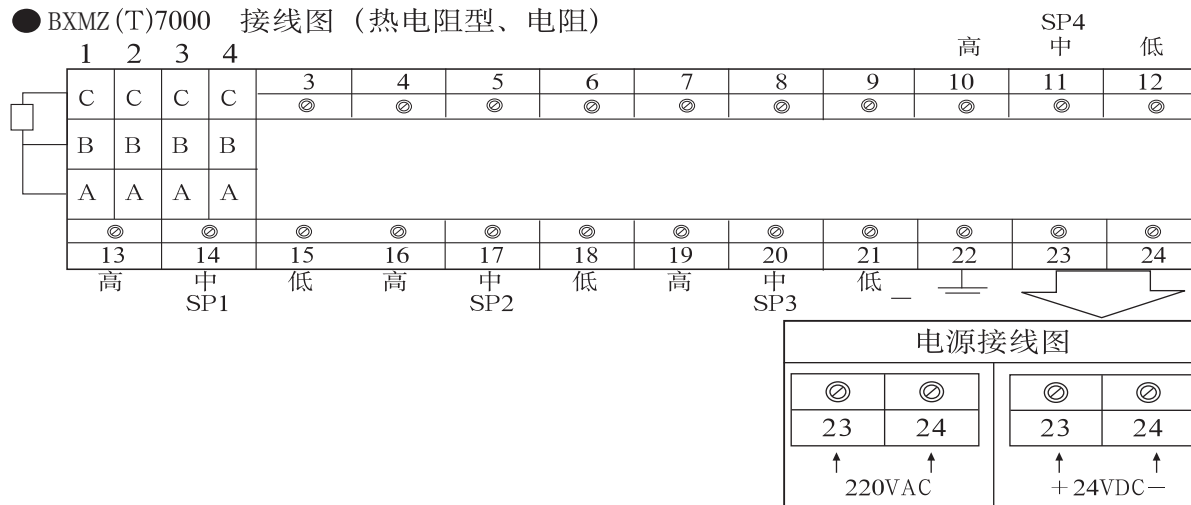 ●BXMZ(T)7000 接线图（热电阻型、电阻）
SP4
高 中 低
1 2 3 4
3 4 5 6 7 8 9 10 11 12
C C C C
B B B B
A A A A
13 14 15 16 17 18 19 20 21 22 23 24
高 中 低 高 中 低 高 中 低
SP1 SP2 SP3
电源接线图
23 24 23 24
220VAC +24VDC－